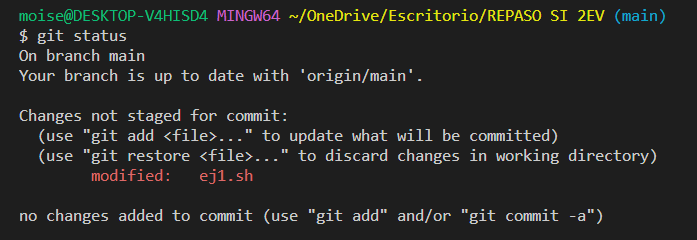 moise@DESKTOP-V4HISD4 MINGW64 ~/OneDrive/Escritorio/REPASO SI 2EV (main)
$ git status
On branch main
Your branch is up to date with 'origin/main'.

Changes not staged for commit:
  (use "git add <file>..." to update what will be committed)
  (use "git restore <file>..." to discard changes in working directory)
        modified:   ej1.sh

no changes added to commit (use "git add" and/or "git commit -a")